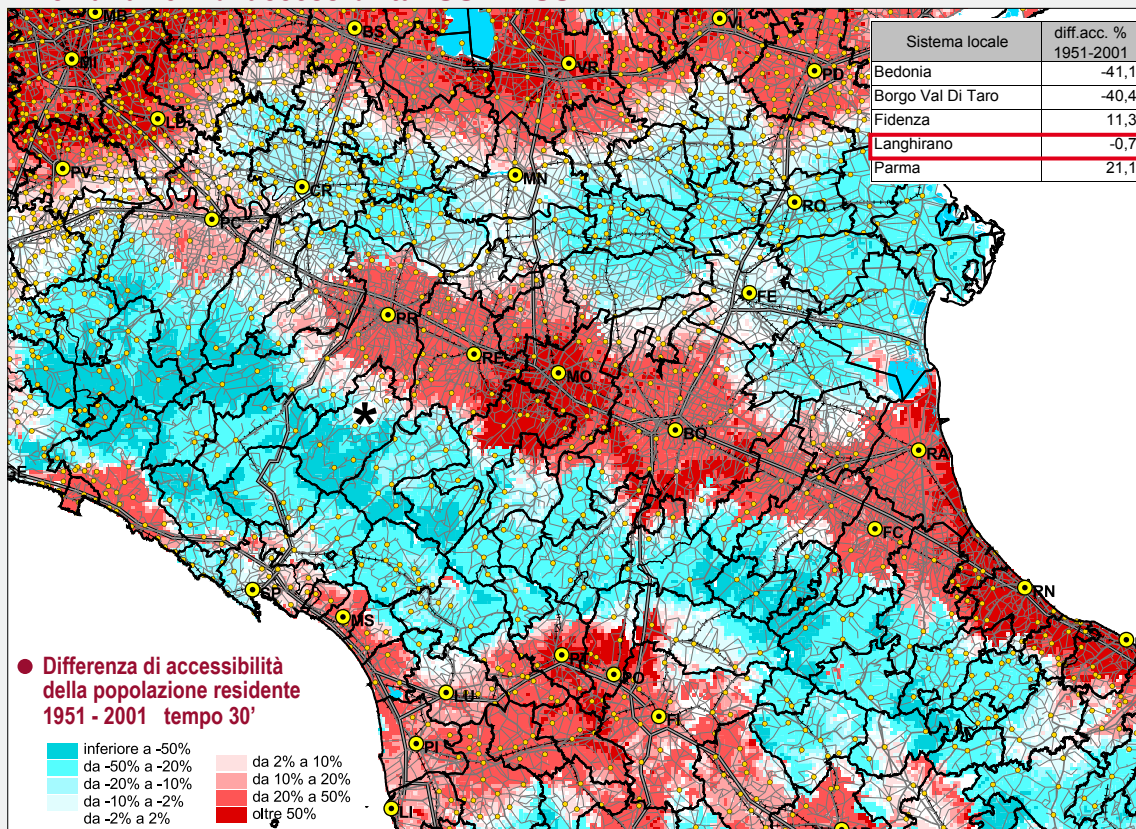 Sistema locale
diff.acc. %
1951-2001
Bedonia -41,1
Borgo Val Di Taro -40,4
Fidenza 11,3
Langhirano -0,7
Parma 21,1
MB
BS
VI
MI
VR
PD
PV
CR
MN
RO
PC
FE
PR
RE
MO
*
BO
RA
FC
SP
MS
RN
PO
LU
FI
PI
LI
Differenza di accessibilità
della popolazione residente
1951 - 2001 tempo 30'
inferiore a -50%
da -50% a -20%
da -20% a -10%
da -10% a -2%
da -2% a 2%
da 2% a 10%
da 10% a 20%
da 20% a 50%
oltre 50%